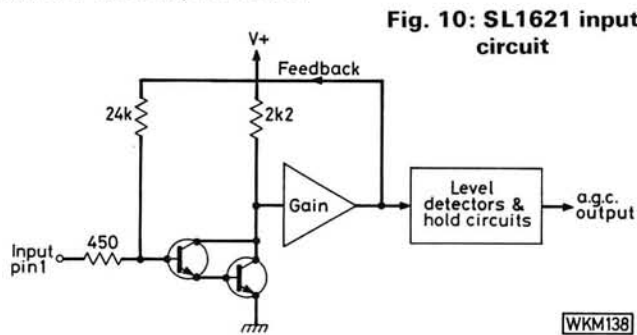 Fig. 10: SL1621 input
circuit
V+
Feedback
24k
2k2
Gain
Level
detectors &
hold circuits
a.g.c.
output
Input
pin1
450
WKM138